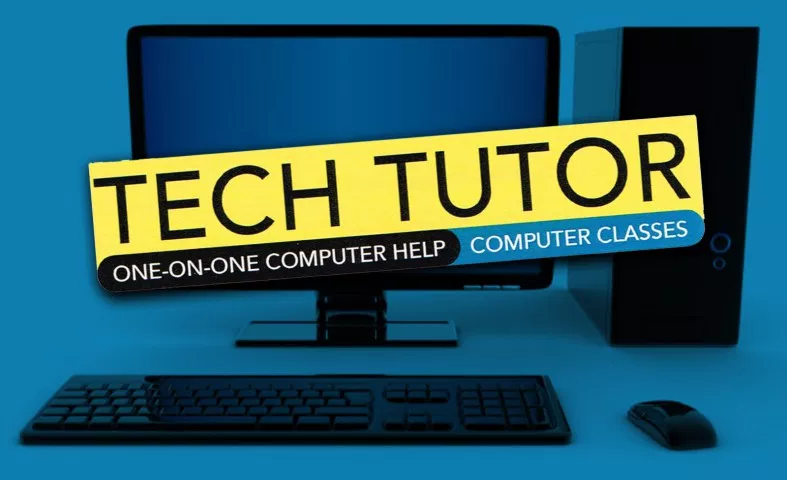 TECH TUTOR
ONE-ON-ONE COMPUTER HELP COMPUTER CLASSES